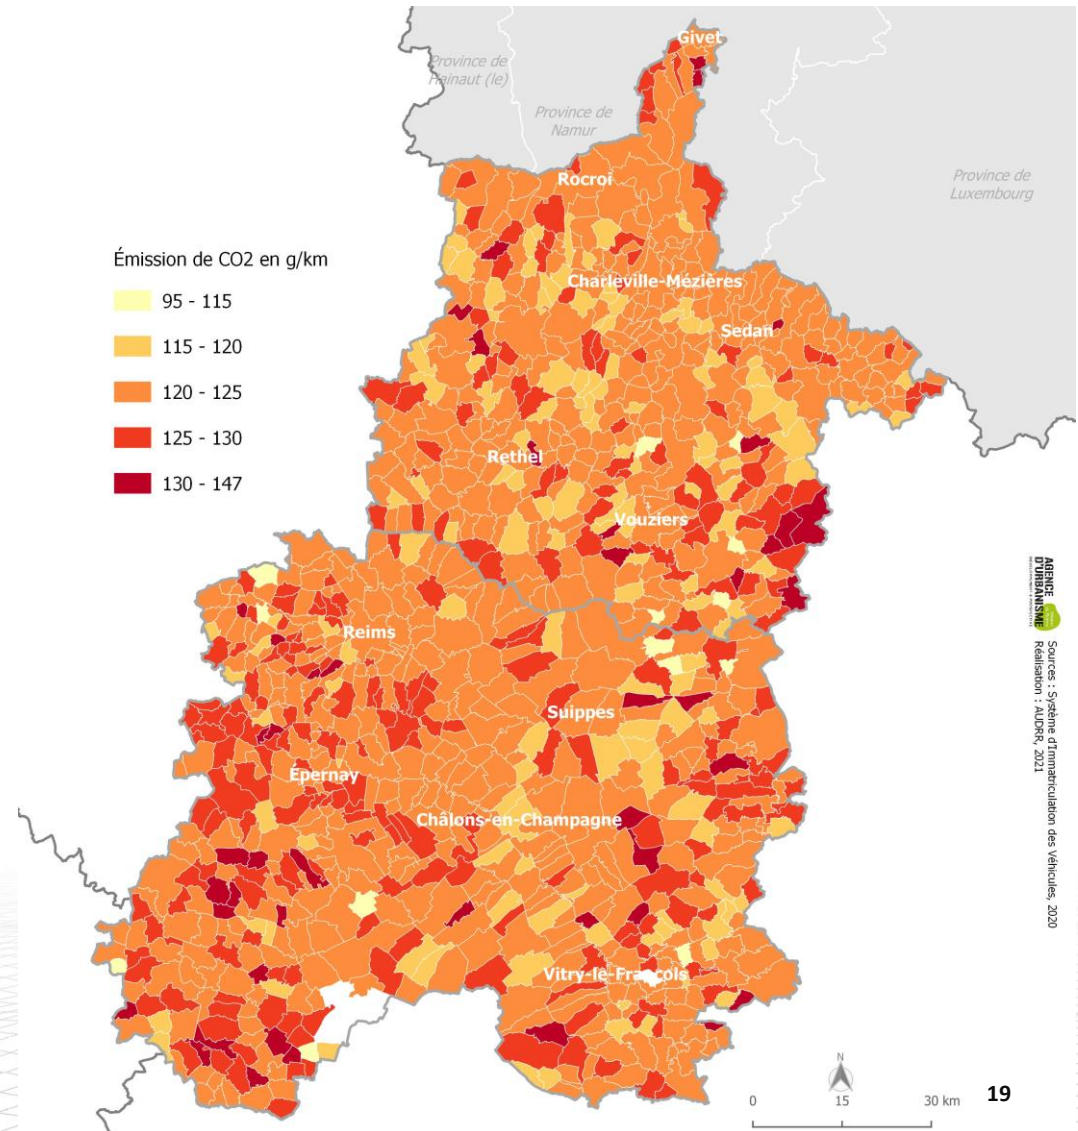 Givet
Province de
Hainaut (le)
Province de
Namur
Province de
Luxembourg
Rocroi
Émission de CO2 en g/km
95 - 115
115 - 120
120 - 125
125 - 130
130 - 147
Charleville-Mézières
Sedan
Rethel
Vouziers
Reims
Suippes
Épernay
Châlons-en-Champagne
Vitry-le-François
AGENCE
D'URBANISME
Sources : Système d'Immatriculation des Véhicules, 2020
Réalisation : AUDRR, 2021
N
0 15 30 km
19